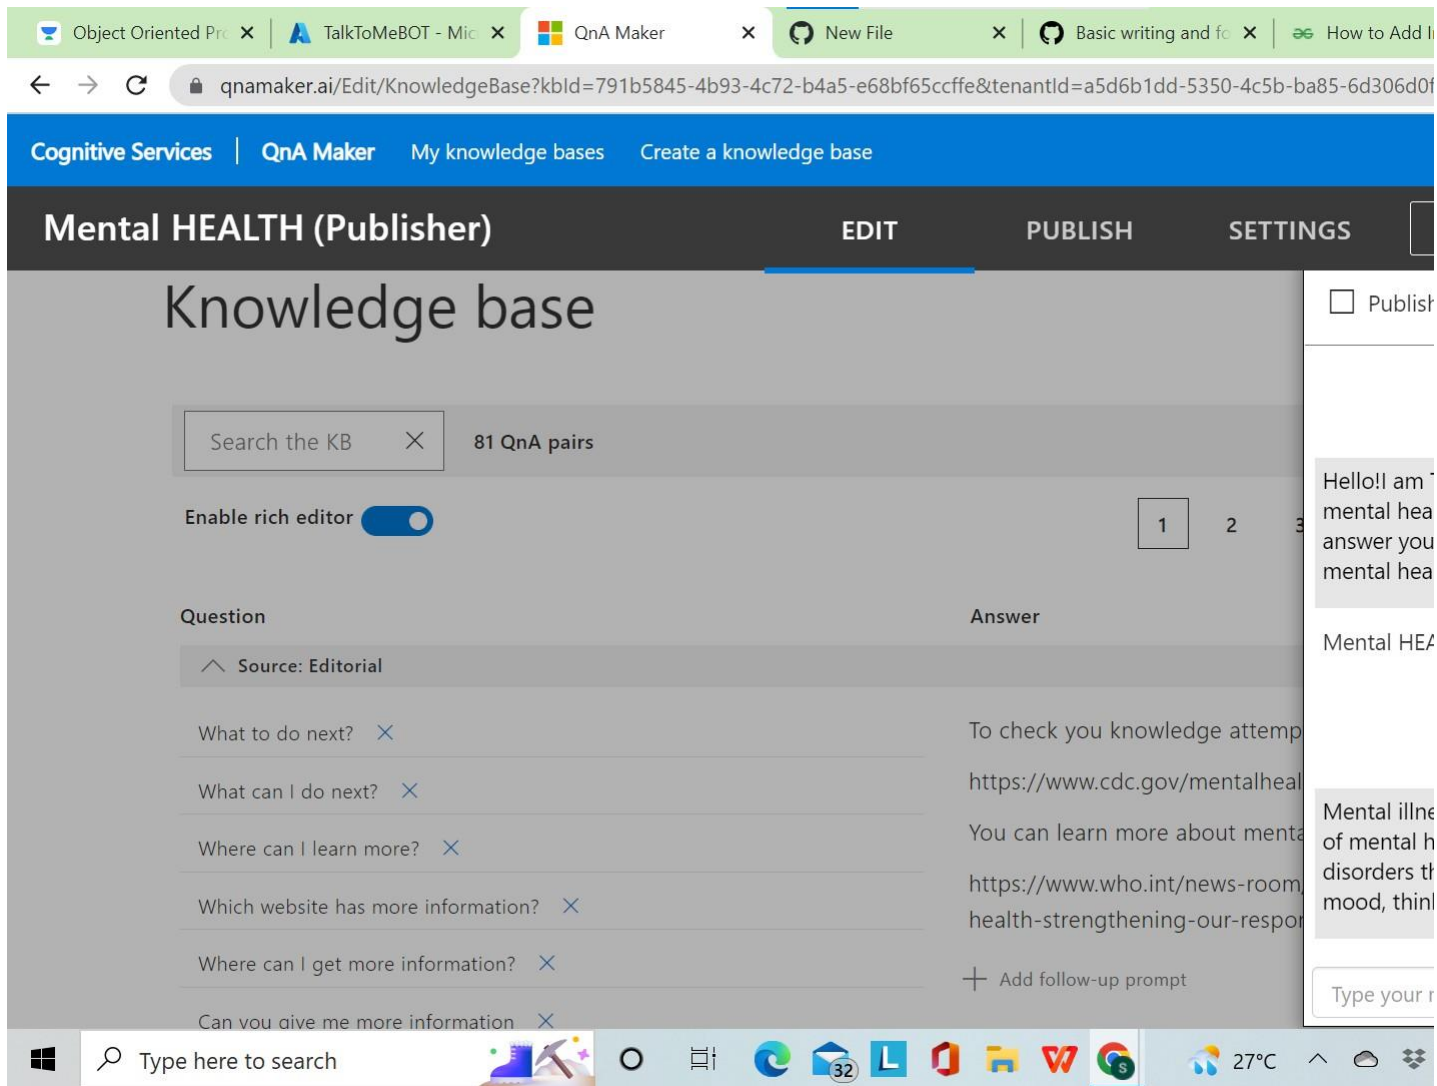 Object Oriented Pro
TalkToMeBOT - Mic
QnA Maker
New File
Basic writing and fo
How to Add I
qnamaker.ai/Edit/KnowledgeBase?kbId=791b5845-4b93-4c72-b4a5-e68bf65ccffe&tenantId=a5d6b1dd-5350-4c5b-ba85-6d306d0f
Cognitive Services
QnA Maker
My knowledge bases
Create a knowledge base
Mental HEALTH (Publisher)
EDIT
PUBLISH
SETTINGS
Knowledge base
Publish
Search the KB
81 QnA pairs
Enable rich editor
1 2 3
Hello!I am T
mental hea
answer you
mental hea
Question
Answer
Mental HEA
Source: Editorial
What to do next?
To check you knowledge attemp
What can I do next?
https://www.cdc.gov/mentalheal
Where can I learn more?
You can learn more about menta
Which website has more information?
https://www.who.int/news-room/
health-strengthening-our-respon
Where can I get more information?
Add follow-up prompt
Can you give me more information
Mental illne
of mental h
disorders th
mood, think
Type your m
Type here to search
32
L
S
27°C